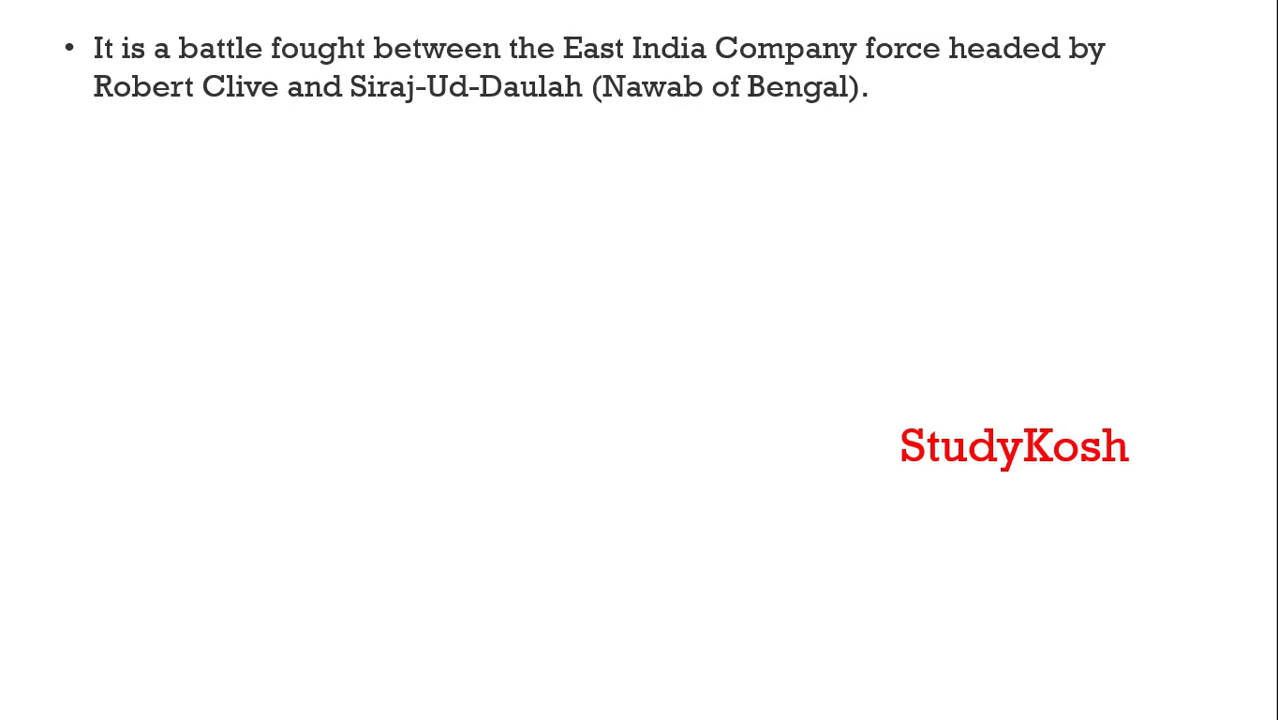 • It is a battle fought between the East India Company force headed by
Robert Clive and Siraj-Ud-Daulah (Nawab of Bengal).
StudyKosh